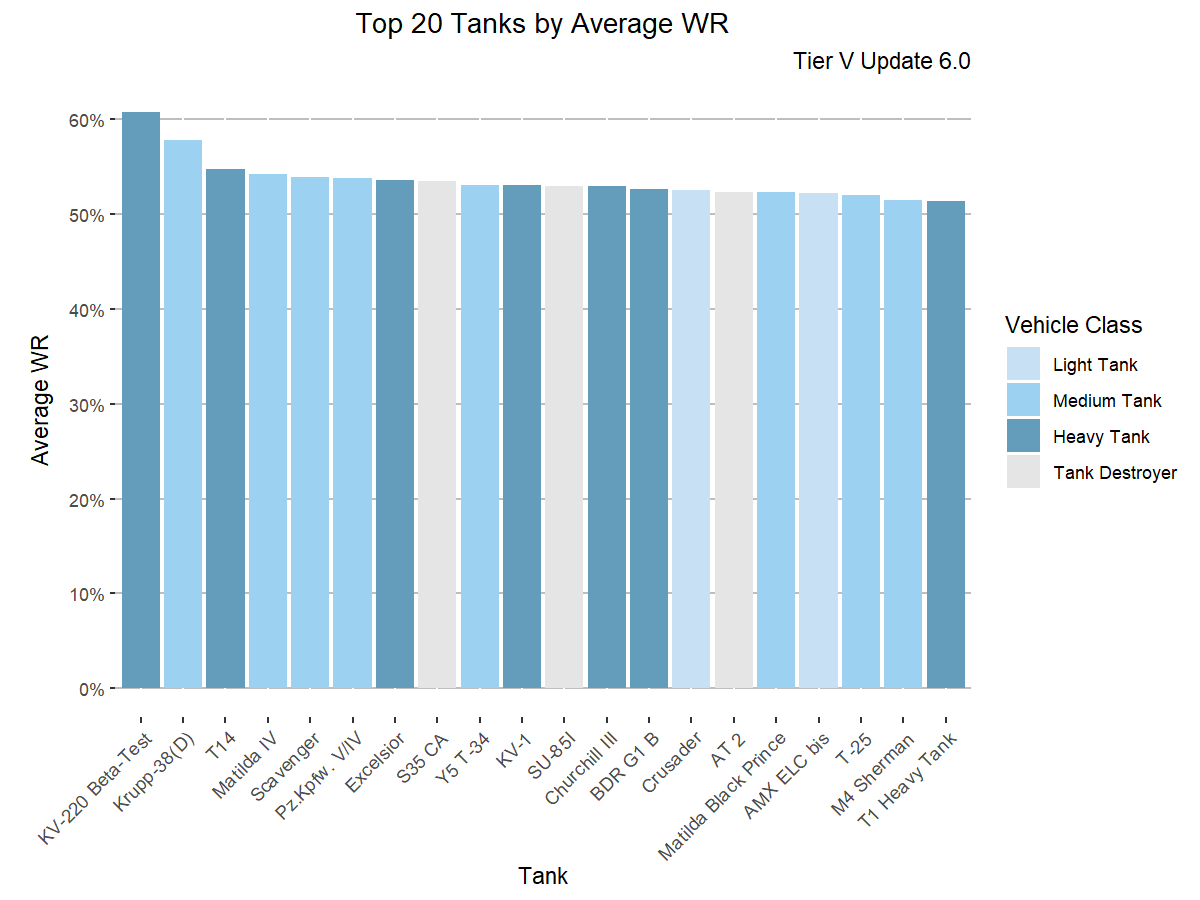 Top 20 Tanks by Average WR
Tier V Update 6.0
60%
50%
40%
30%
20%
10%
0%
Average WR
KV-220 Beta-Test
Krupp-38(D)
T14
Matilda IV
Scavenger
Pz.Kpfw. V/IV
Excelsior
S35 CA
Y5 T-34
KV-1
SU-85I
Churchill III
BDR G1 B
Crusader
AT 2
Matilda Black Prince
AMX ELC bis
T-25
M4 Sherman
T1 Heavy Tank
Tank
Vehicle Class
Light Tank
Medium Tank
Heavy Tank
Tank Destroyer